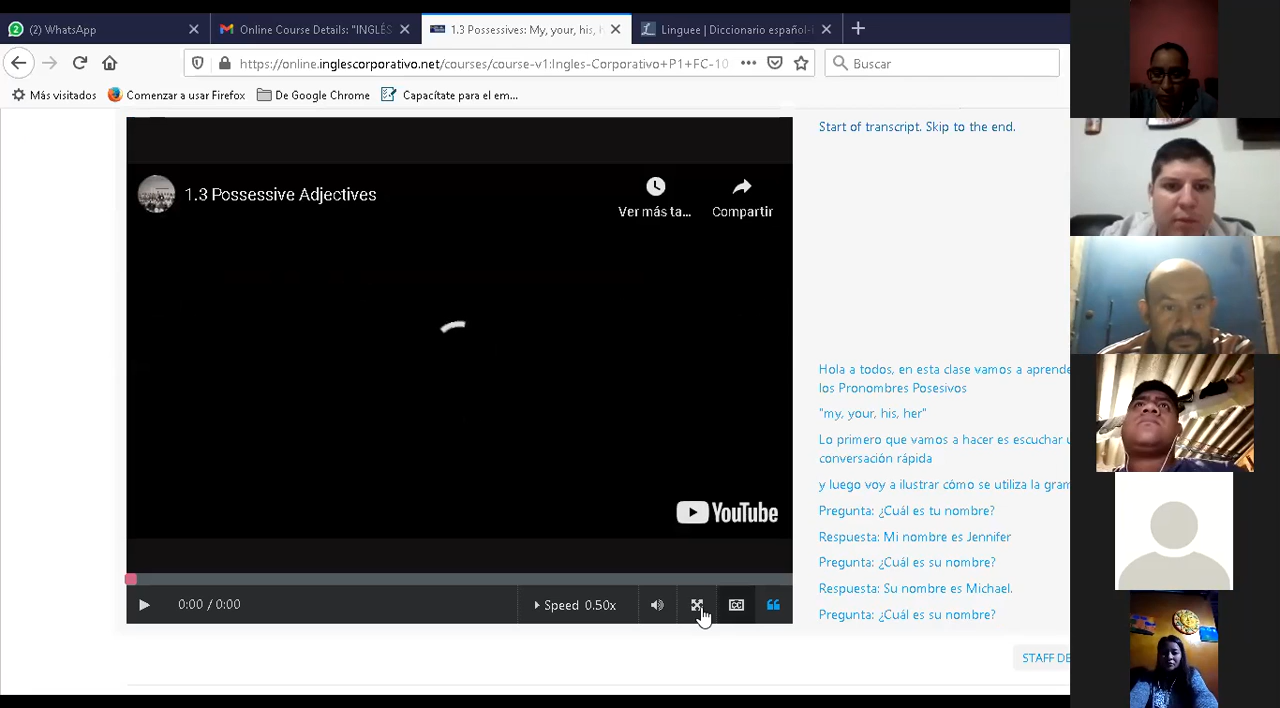 (2) WhatsApp
Online Course Details: "INGLÉS
1.3 Possessives: My, your, his,
Linguee | Diccionario español-
https://online.inglescorporativo.net/courses/course-v1:Ingles-Corporativo+P1+FC-10
Buscar
Más visitados
Comenzar a usar Firefox
De Google Chrome
Capacítate para el em...
Start of transcript. Skip to the end.
1.3 Possessive Adjectives
Ver más ta...
Compartir
YouTube
Hola a todos, en esta clase vamos a aprende
los Pronombres Posesivos
"my, your, his, her"
Lo primero que vamos a hacer es escuchar
conversación rápida
y luego voy a ilustrar cómo se utiliza la gram
Pregunta: ¿Cuál es tu nombre?
Respuesta: Mi nombre es Jennifer
Pregunta: ¿Cuál es su nombre?
Respuesta: Su nombre es Michael.
Pregunta: ¿Cuál es su nombre?
0:00 / 0:00
Speed 0.50x
CC
STAFF DE